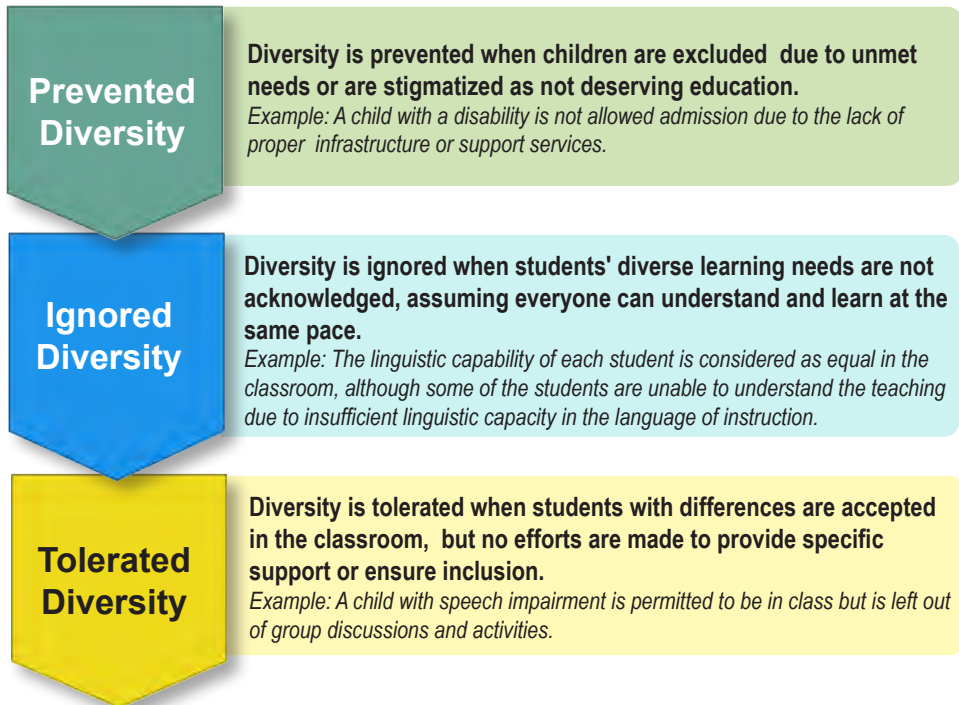 Prevented
Diversity
Diversity is prevented when children are excluded due to unmet
needs or are stigmatized as not deserving education.
Example: A child with a disability is not allowed admission due to the lack of
proper infrastructure or support services.
Ignored
Diversity
Diversity is ignored when students' diverse learning needs are not
acknowledged, assuming everyone can understand and learn at the
same pace.
Example: The linguistic capability of each student is considered as equal in the
classroom, although some of the students are unable to understand the teaching
due to insufficient linguistic capacity in the language of instruction.
Tolerated
Diversity
Diversity is tolerated when students with differences are accepted
in the classroom, but no efforts are made to provide specific
support or ensure inclusion.
Example: A child with speech impairment is permitted to be in class but is left out
of group discussions and activities.